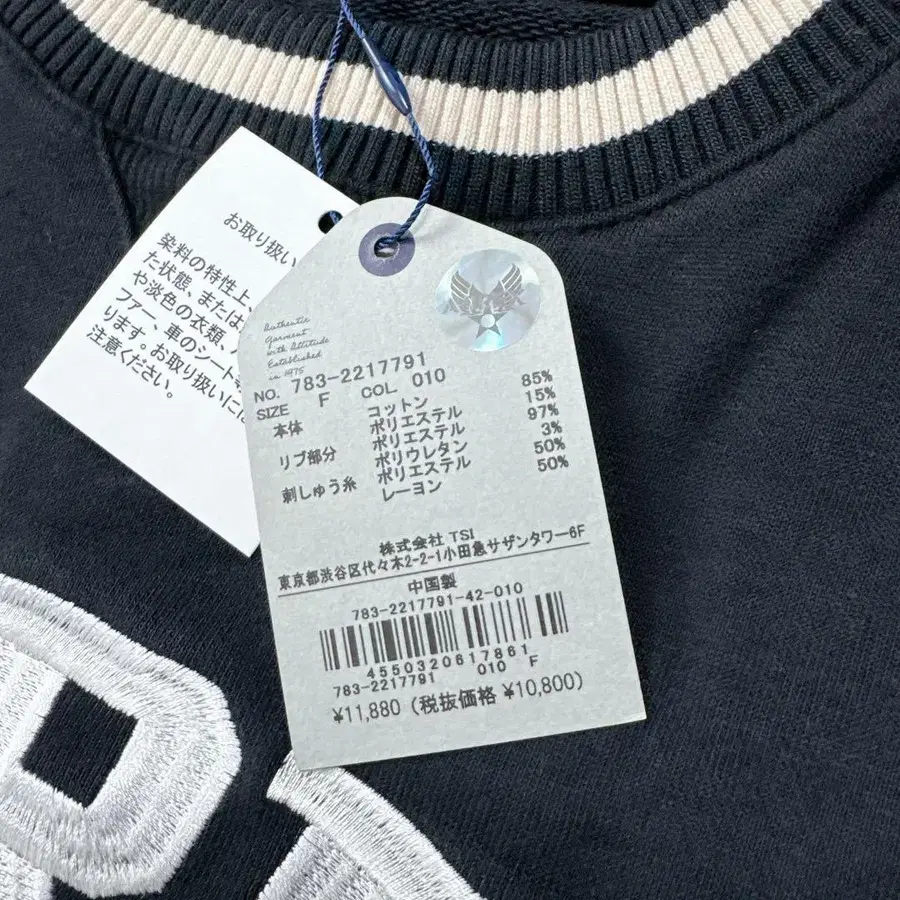 お取り扱い
染料の特性上、
た状態、または、
や淡色の衣類、
ファー、車のシート等
ります。お取り扱いには
注意ください。
Authentic
garment
with Attitude
Established
in 1975
NO. 783-2217791
SIZE F COL 010
本体 コットン 85%
ポリエステル 15%
リブ部分 ポリエステル 97%
ポリウレタン 3%
刺しゅう糸 ポリエステル 50%
レーヨン 50%
株式会社 TSI
東京都渋谷区代々木2-2-1小田急サザンタワー6F
中国製
783-2217791-42-010
4550320617861
783-2217791 010 F
¥11,880 (税抜価格 ¥10,800)